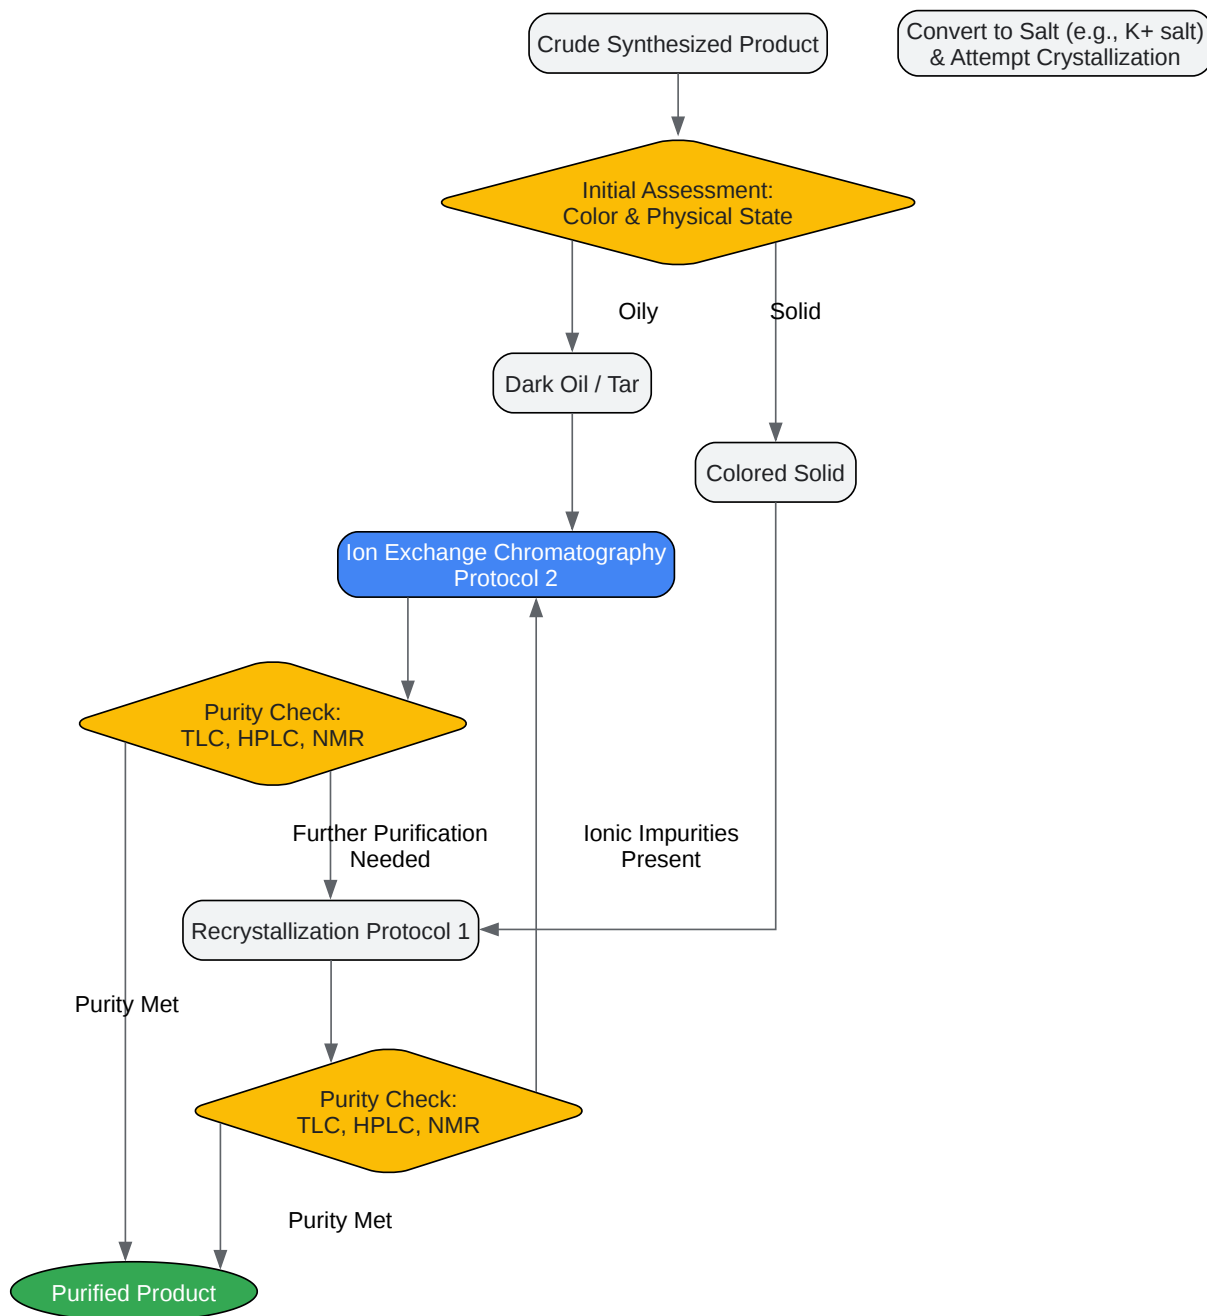 Crude Synthesized Product
Convert to Salt (e.g., K+ salt)
& Attempt Crystallization
Initial Assessment:
Color & Physical State
Oily
Solid
Dark Oil / Tar
Colored Solid
Ion Exchange Chromatography
Protocol 2
Purity Check:
TLC, HPLC, NMR
Further Purification
Needed
Ionic Impurities
Present
Recrystallization Protocol 1
Purity Met
Purity Check:
TLC, HPLC, NMR
Purity Met
Purified Product